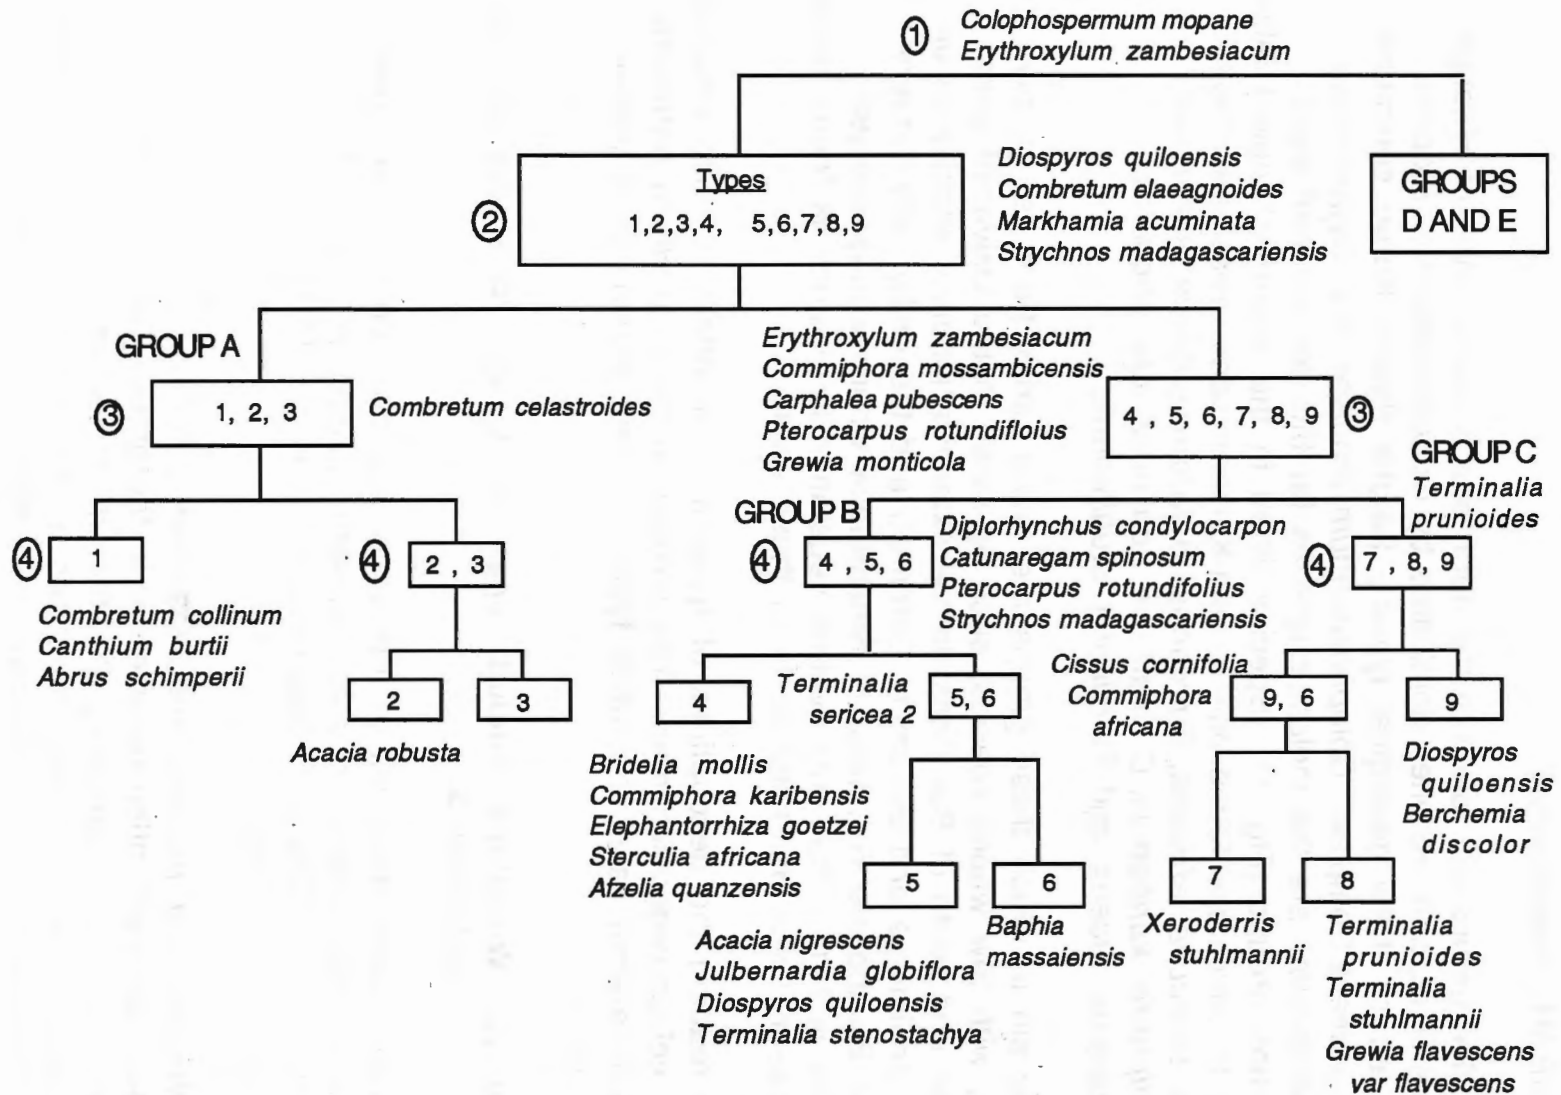 ① Colophospermum mopane
Erythroxylum zambesiacum
② Types
1,2,3,4, 5,6,7,8,9
Diospyros quiloensis
Combretum elaeagnoides
Markhamia acuminata
Strychnos madagascariensis
GROUPS
D AND E
GROUP A
③ 1, 2, 3
Combretum celastroides
Erythroxylum zambesiacum
Commiphora mossambicensis
Carphalea pubescens
Pterocarpus rotundifloius
Grewia monticola
4 , 5, 6, 7, 8, 9 ③
④ 1
Combretum collinum
Canthium burtii
Abrus schimperii
④ 2 , 3
2
3
Acacia robusta
GROUP B
④ 4 , 5, 6
Diplorhynchus condylocarpon
Catunaregam spinosum
Pterocarpus rotundifolius
Strychnos madagascariensis
GROUP C
Terminalia
prunioides
④ 7 , 8, 9
4
Bridelia mollis
Commiphora karibensis
Elephantorrhiza goetzei
Sterculia africana
Afzelia quanzensis
Terminalia
sericea 2
5, 6
5
Acacia nigrescens
Julbernardia globiflora
Diospyros quiloensis
Terminalia stenostachya
6
Baphia
massaiensis
Cissus cornifolia
Commiphora
africana
9, 6
9
Diospyros
quiloensis
Berchemia
discolor
7
Xeroderris
stuhlmannii
8
Terminalia
prunioides
Terminalia
stuhlmannii
Grewia flavescens
var flavescens